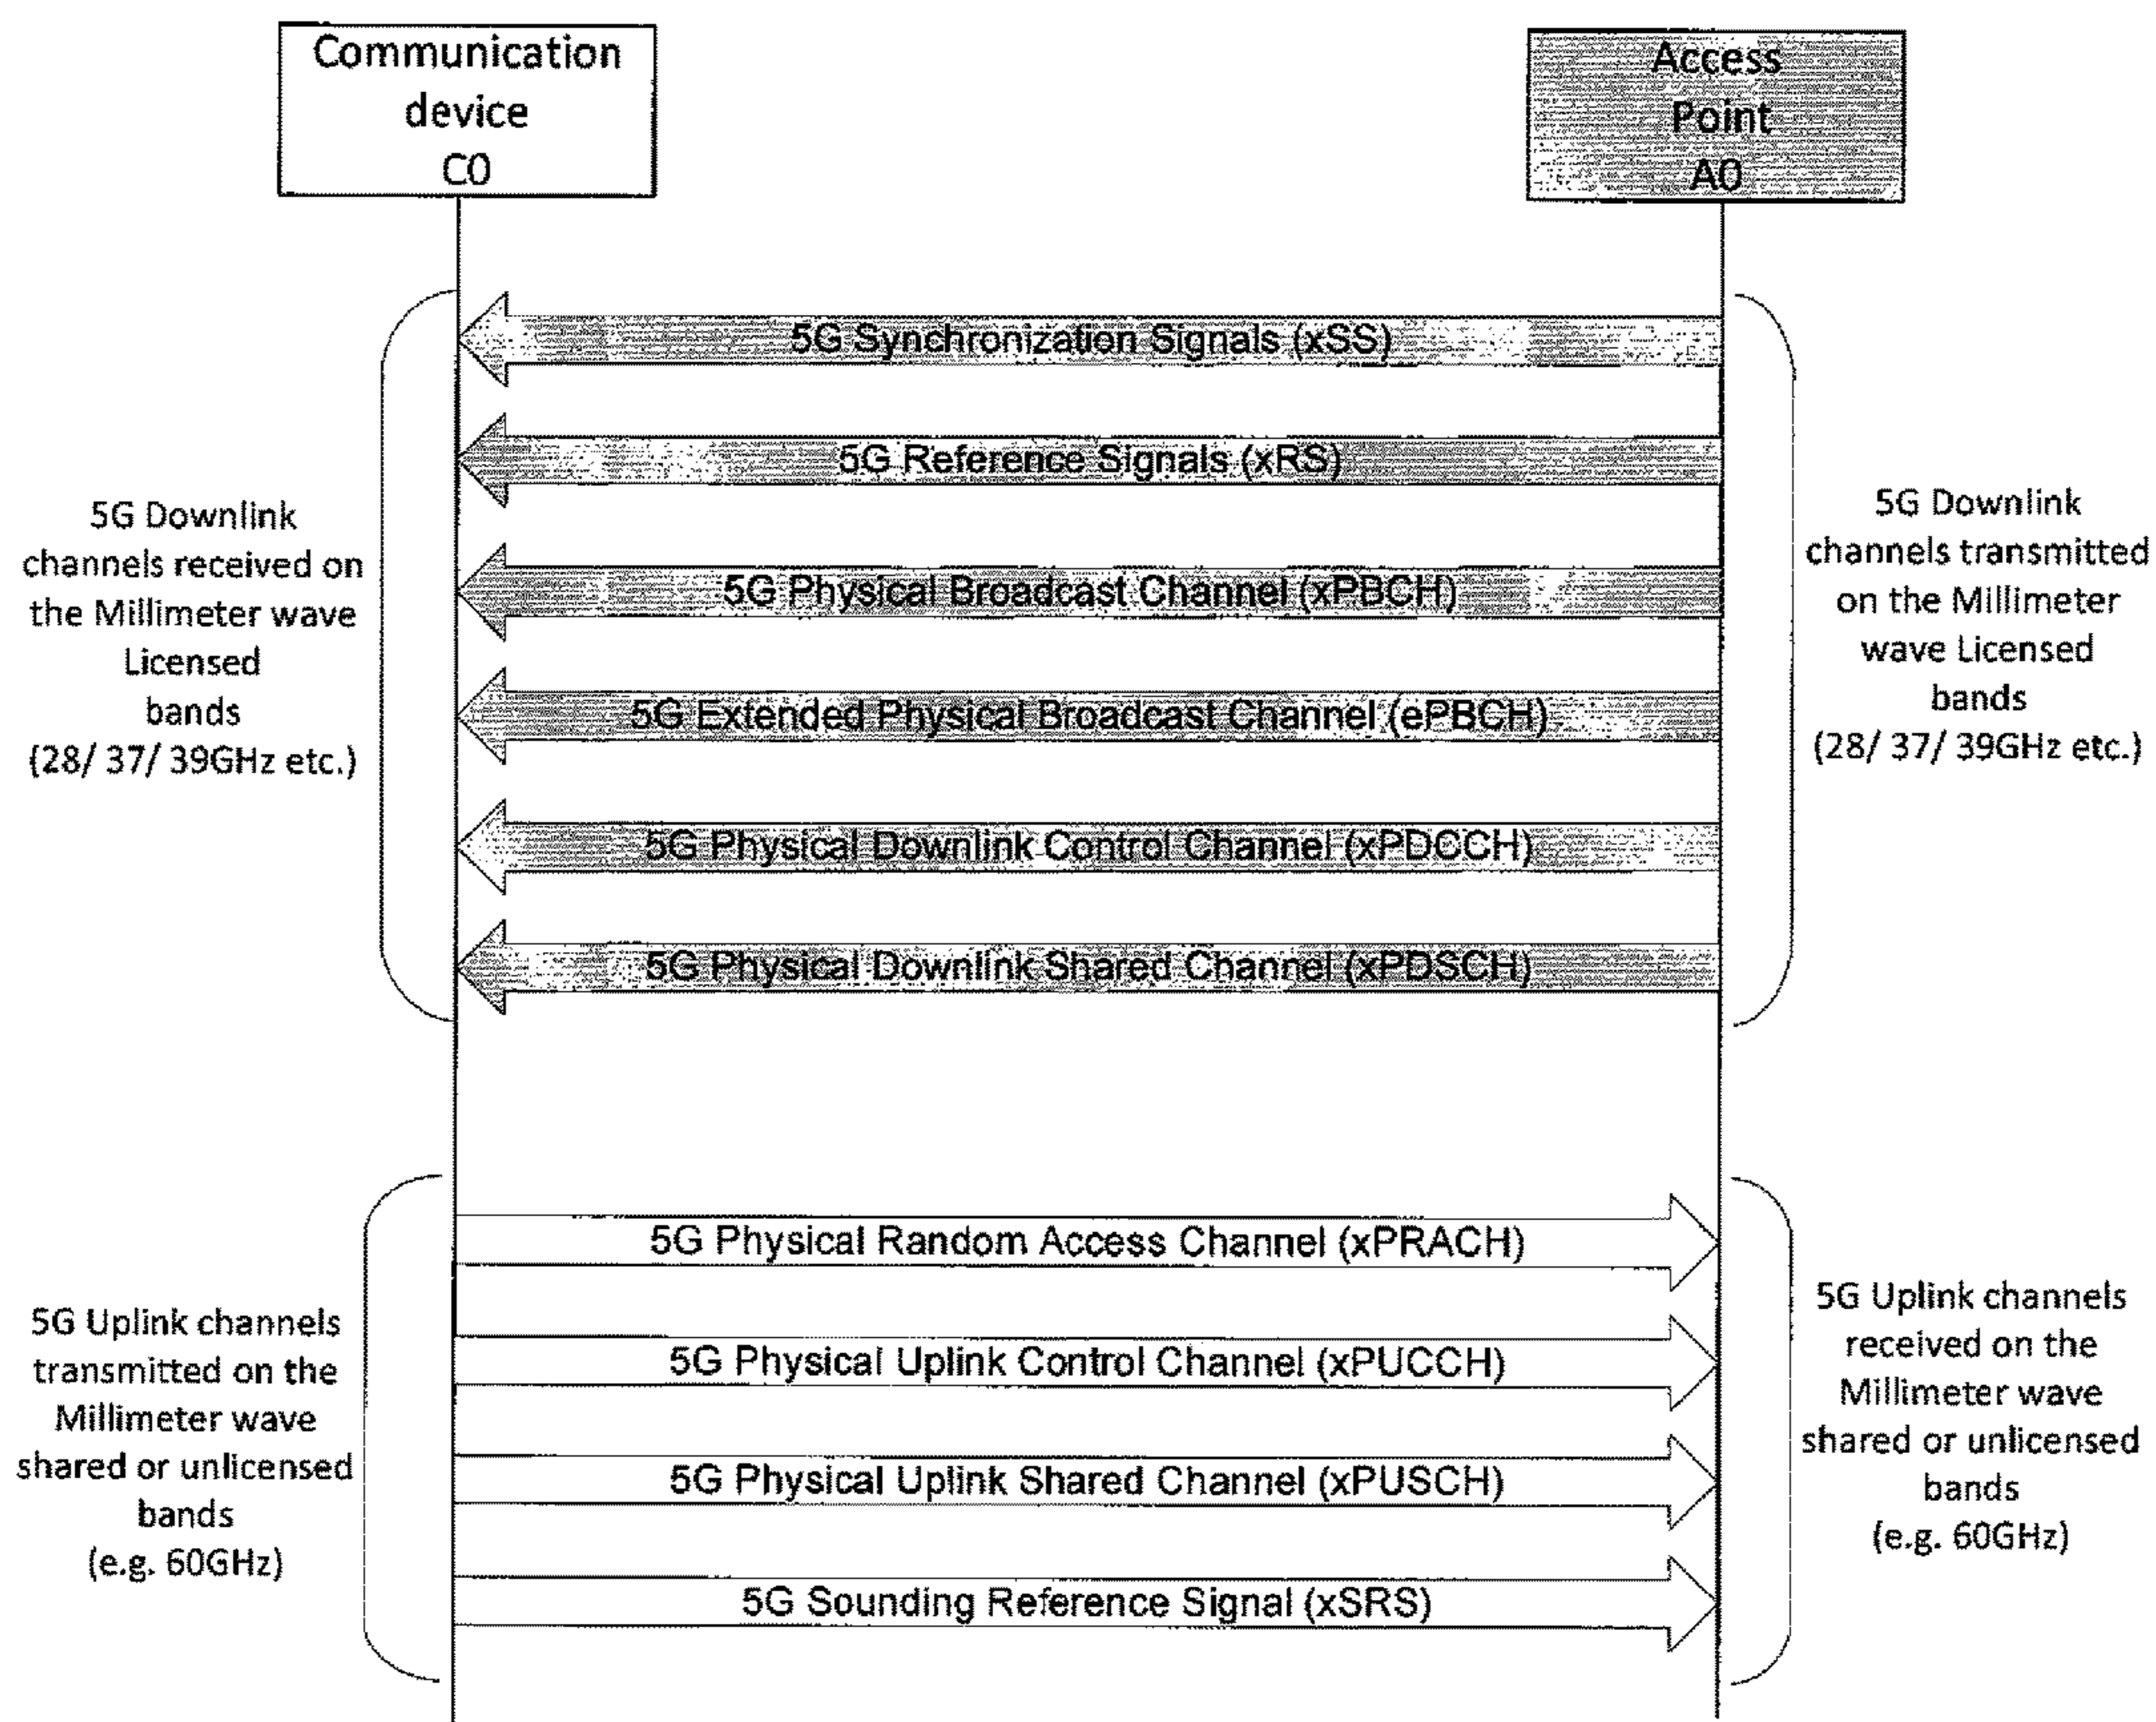 Communication
device
C0
Access
Point
A0
5G Synchronization Signals (xSS)
5G Reference Signals (xRS)
5G Physical Broadcast Channel (xPBCH)
5G Extended Physical Broadcast Channel (ePBCH)
5G Physical Downlink Control Channel (xPDCCH)
5G Physical Downlink Shared Channel (xPDSCH)
5G Downlink
channels received on
the Millimeter wave
Licensed
bands
(28/ 37/ 39GHz etc.)
5G Downlink
channels transmitted
on the Millimeter
wave Licensed
bands
(28/ 37/ 39GHz etc.)
5G Physical Random Access Channel (xPRACH)
5G Physical Uplink Control Channel (xPUCCH)
5G Physical Uplink Shared Channel (xPUSCH)
5G Sounding Reference Signal (xSRS)
5G Uplink channels
transmitted on the
Millimeter wave
shared or unlicensed
bands
(e.g. 60GHz)
5G Uplink channels
received on the
Millimeter wave
shared or unlicensed
bands
(e.g. 60GHz)